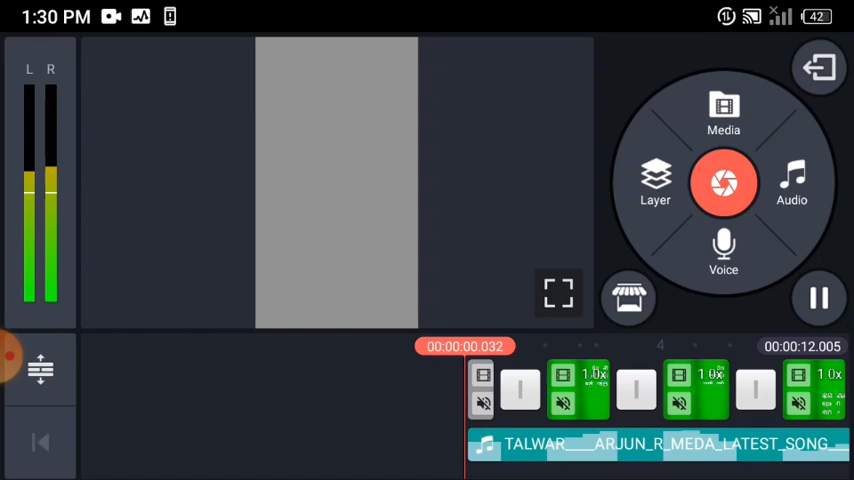 1:30 PM
42
L R
Media
Layer
Audio
Voice
00:00:00.032
4
00:00:12.005
1.0x
1.0x
1.0x
TALWAR____ARJUN_R_MEDA_LATEST_SONG__